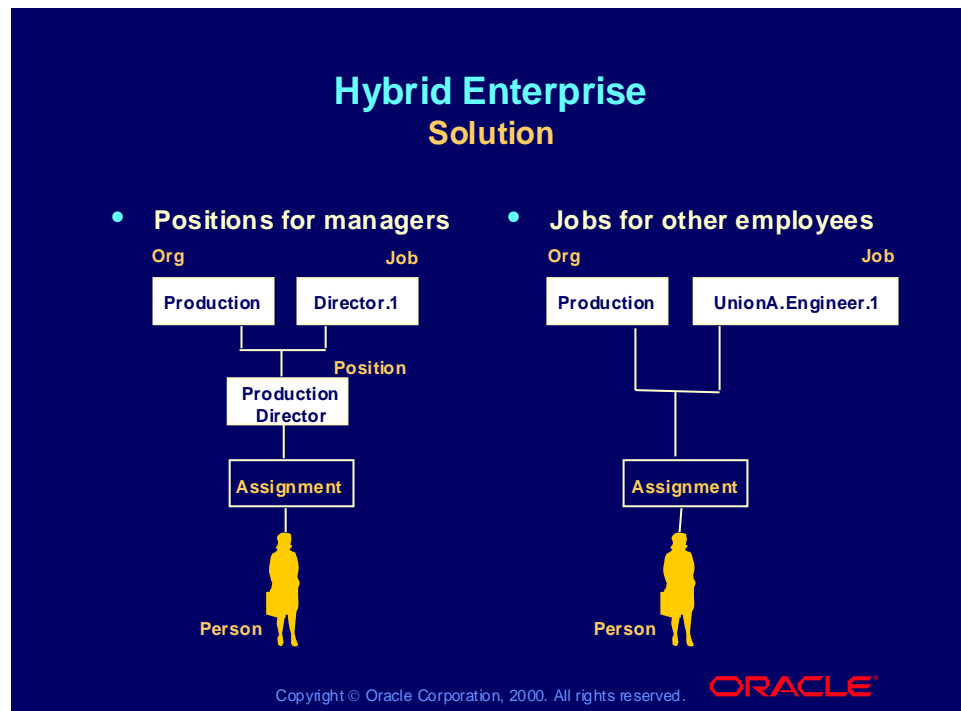 Hybrid Enterprise
Solution
• Positions for managers
Org
Job
Production
Director.1
Position
Production
Director
Assignment
Person
• Jobs for other employees
Org
Job
Production
UnionA.Engineer.1
Assignment
Person
Copyright © Oracle Corporation, 2000. All rights reserved.
ORACLE®